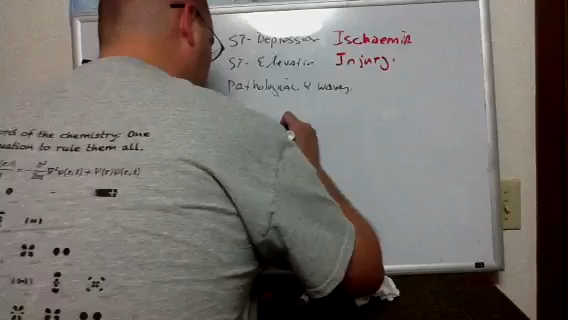 ST-Depression Ischaemia
ST-Elevation Injury.
Pathological Q waves
ord of the chemistry: One
uation to rule them all.